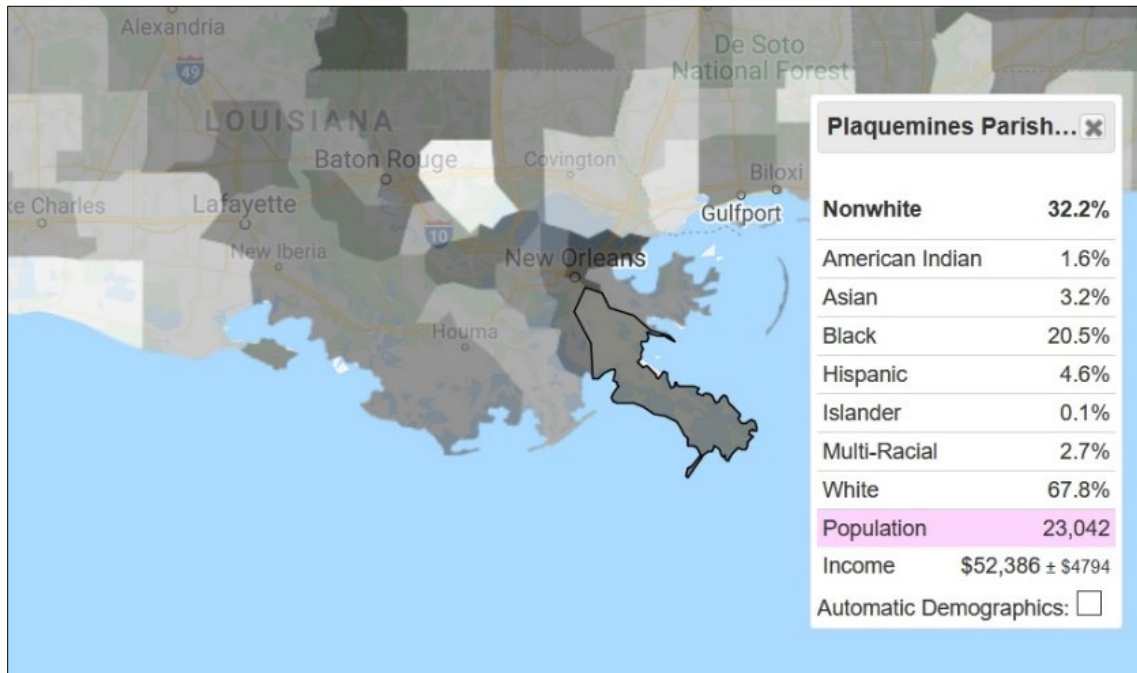 Alexandria
49
De Soto
National Forest
LOUISIANA
Baton Rouge
Covington
Biloxi
ke Charles
Lafayette
Gulfport
10
New Iberia
New Orleans
Houma
Plaquemines Parish...
Nonwhite 32.2%
American Indian 1.6%
Asian 3.2%
Black 20.5%
Hispanic 4.6%
Islander 0.1%
Multi-Racial 2.7%
White 67.8%
Population 23,042
Income $52,386 ± $4794
Automatic Demographics: